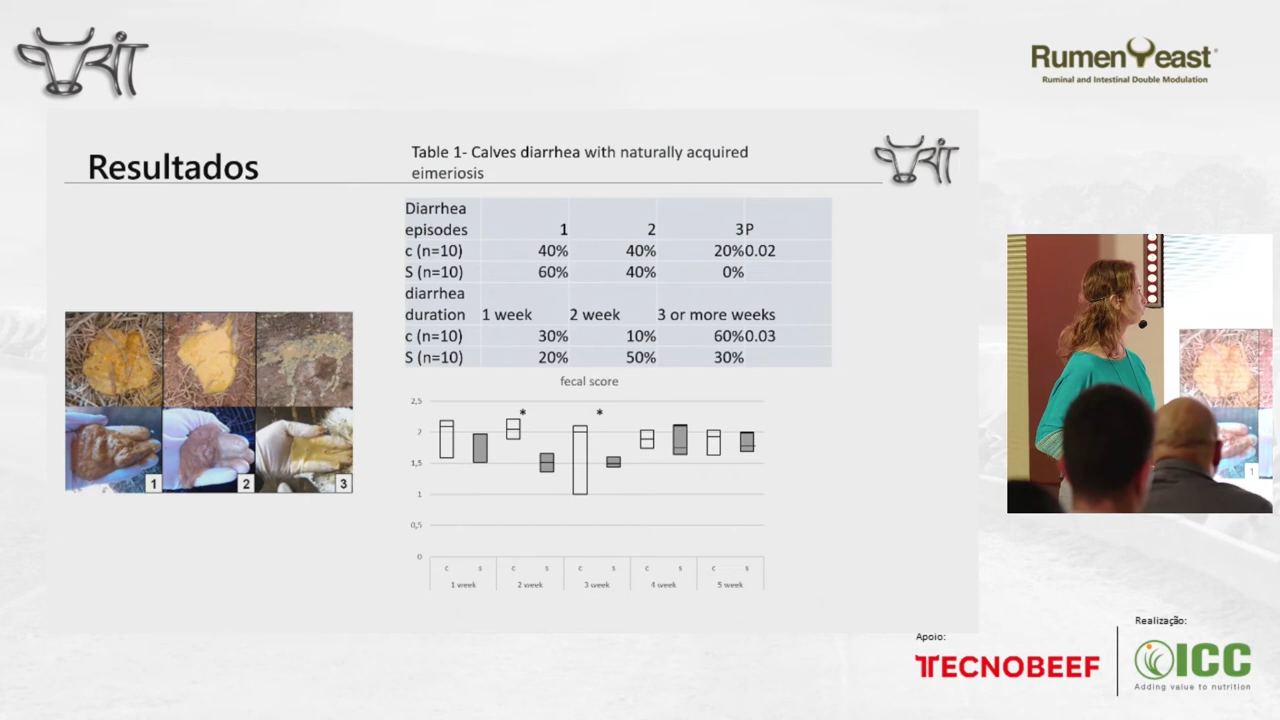 RIT
RumenYeast®
Ruminal and Intestinal Double Modulation
Resultados
Table 1- Calves diarrhea with naturally acquired
eimeriosis
RIT
Diarrhea
episodes 1 2 3 P
c (n=10) 40% 40% 20% 0.02
S (n=10) 60% 40% 0%
diarrhea
duration 1 week 2 week 3 or more weeks
c (n=10) 30% 10% 60% 0.03
S (n=10) 20% 50% 30%
1 2 3
fecal score
2,5
* *
2
1,5
1
0,5
0
c s c s c s c s c s
1 week 2 week 3 week 4 week 5 week
1
Apoio:
TECNOBEEF
Realização:
ICC
Adding value to nutrition